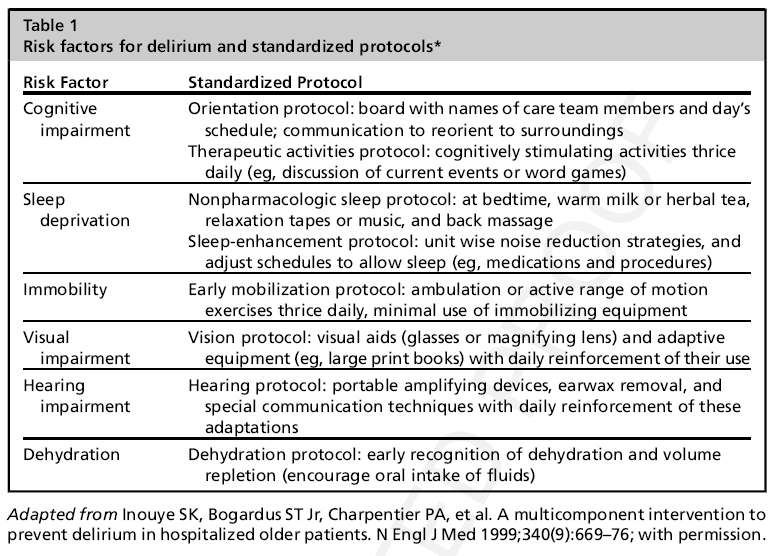 Table 1
Risk factors for delirium and standardized protocols*
Risk Factor Standardized Protocol
Cognitive Orientation protocol: board with names of care team members and day's
impairment schedule; communication to reorient to surroundings
Therapeutic activities protocol: cognitively stimulating activities thrice
daily (eg, discussion of current events or word games)
Sleep Nonpharmacologic sleep protocol: at bedtime, warm milk or herbal tea,
deprivation relaxation tapes or music, and back massage
Sleep-enhancement protocol: unit wise noise reduction strategies, and
adjust schedules to allow sleep (eg, medications and procedures)
Immobility Early mobilization protocol: ambulation or active range of motion
exercises thrice daily, minimal use of immobilizing equipment
Visual Vision protocol: visual aids (glasses or magnifying lens) and adaptive
impairment equipment (eg, large print books) with daily reinforcement of their use
Hearing Hearing protocol: portable amplifying devices, earwax removal, and
impairment special communication techniques with daily reinforcement of these
adaptations
Dehydration Dehydration protocol: early recognition of dehydration and volume
repletion (encourage oral intake of fluids)
Adapted from Inouye SK, Bogardus ST Jr, Charpentier PA, et al. A multicomponent intervention to
prevent delirium in hospitalized older patients. N Engl J Med 1999;340(9):669–76; with permission.